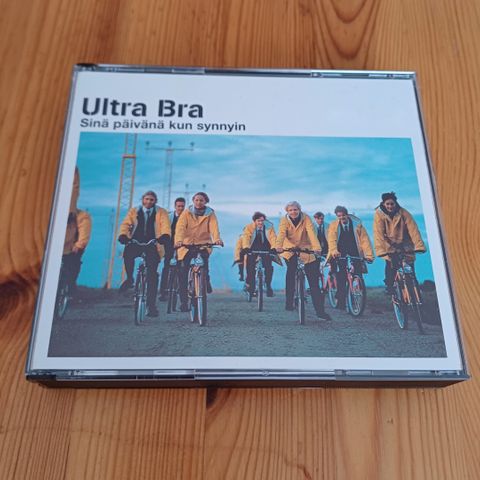 Ultra Bra
Sinä päivänä kun synnyin